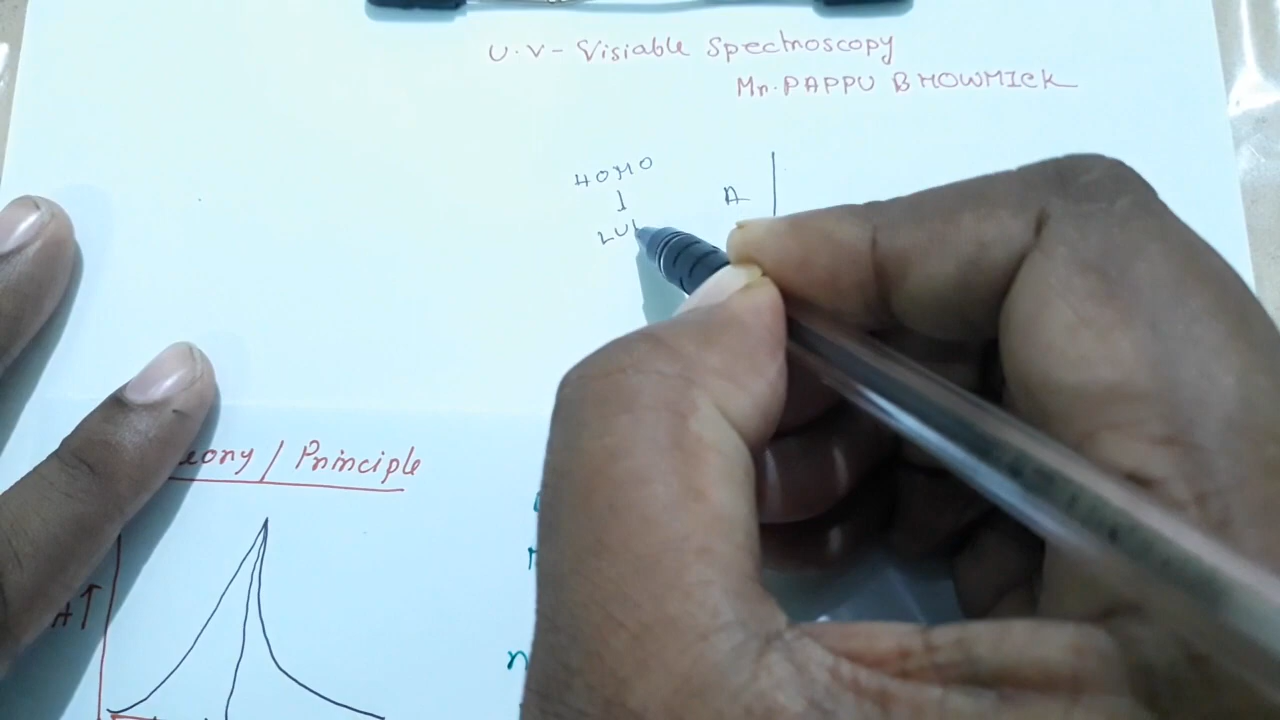 U.V- Visiable Spectroscopy
Mr. PAPPU BHOWMICK
HOMO
A
LU
eory / Principle
A↑
n